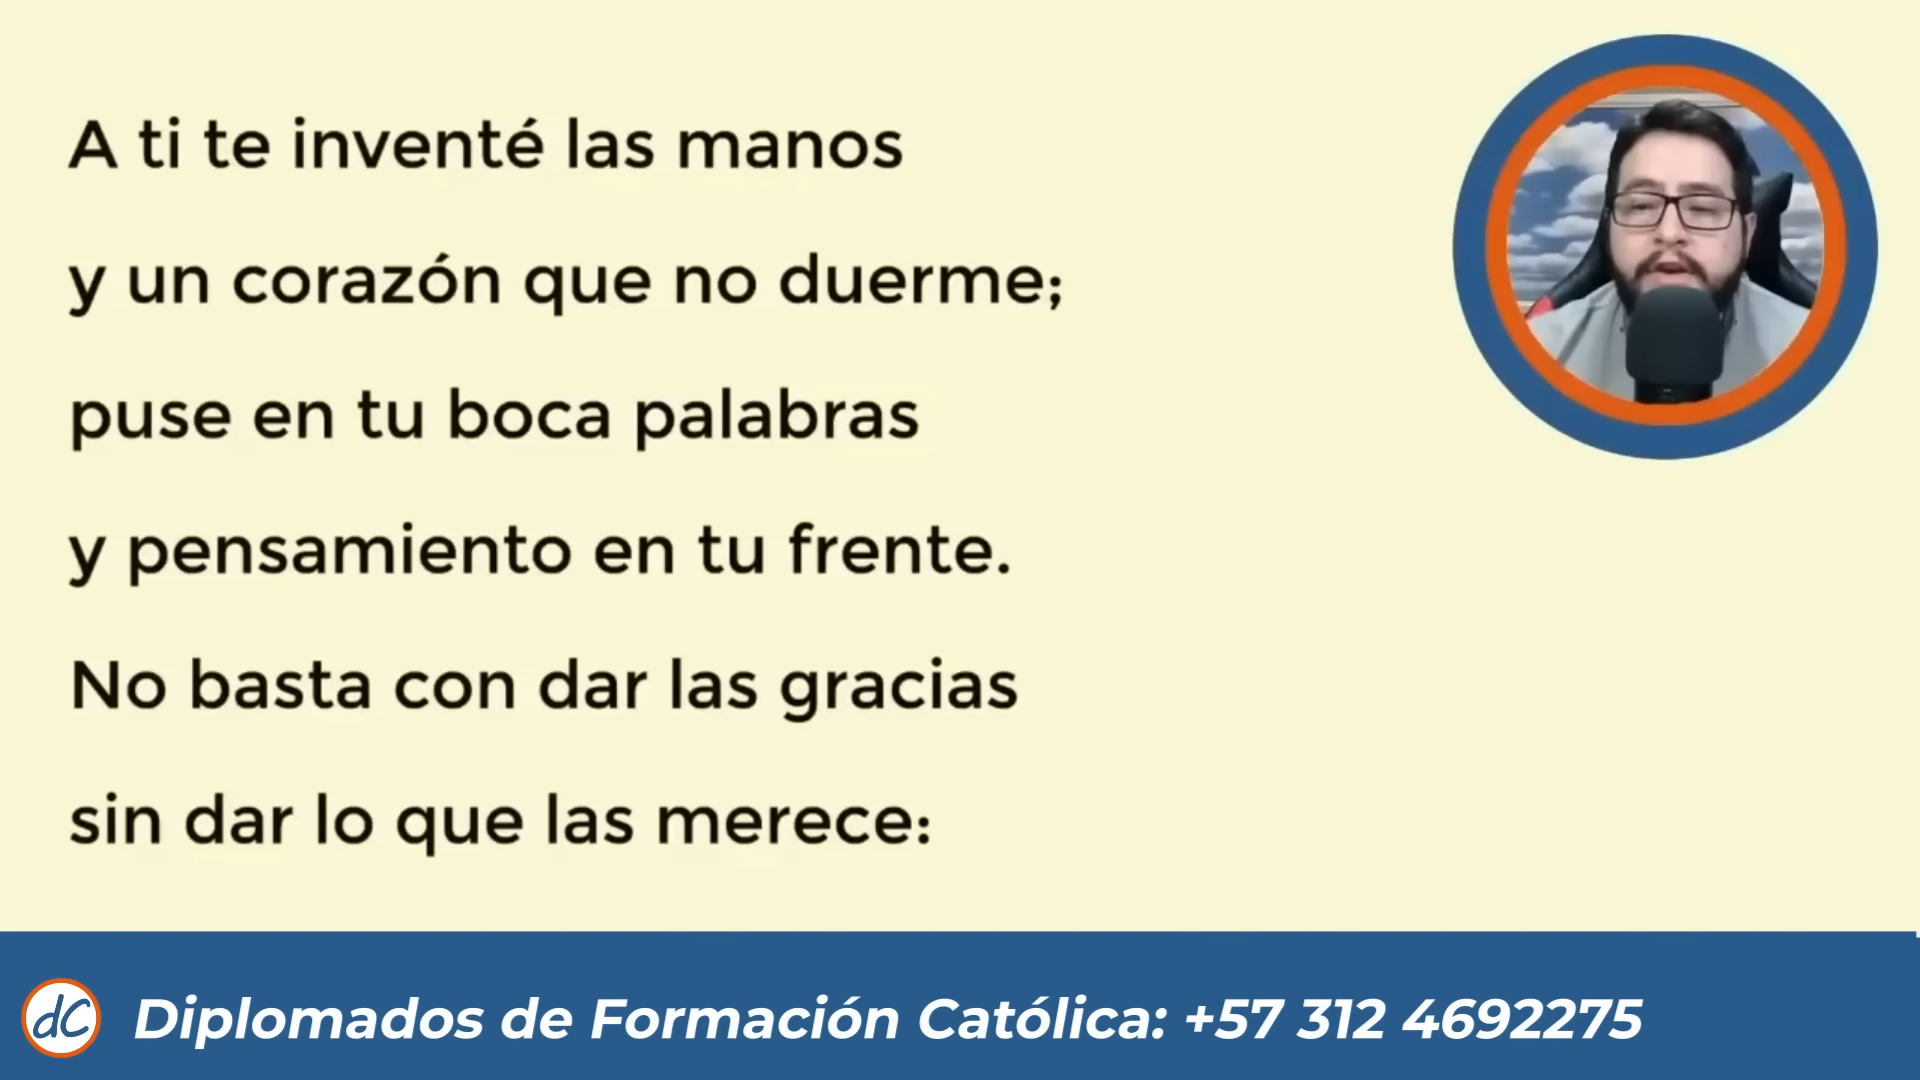 A ti te inventé las manos
y un corazón que no duerme;
puse en tu boca palabras
y pensamiento en tu frente.
No basta con dar las gracias
sin dar lo que las merece:
dC Diplomados de Formación Católica: +57 312 4692275